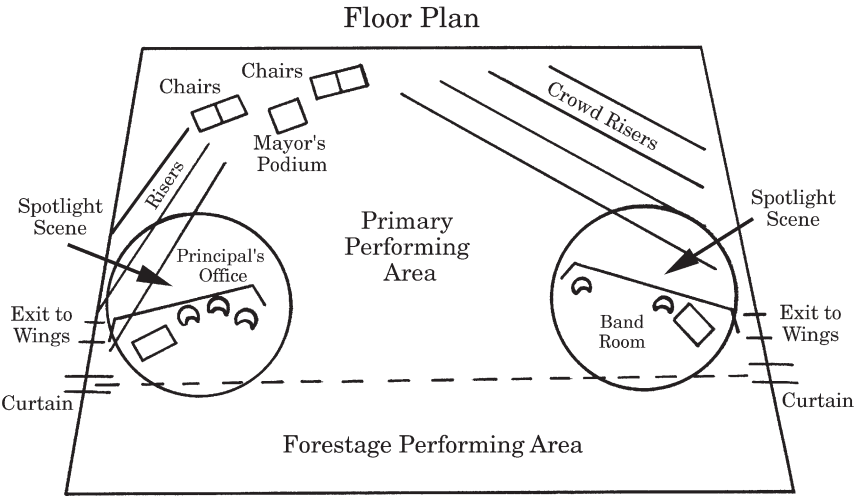 Floor Plan
Chairs
Chairs
Mayor's
Podium
Crowd Risers
Risers
Spotlight
Scene
Spotlight
Scene
Primary
Performing
Area
Principal's
Office
Exit to
Wings
Band
Room
Exit to
Wings
Curtain
Curtain
Forestage Performing Area